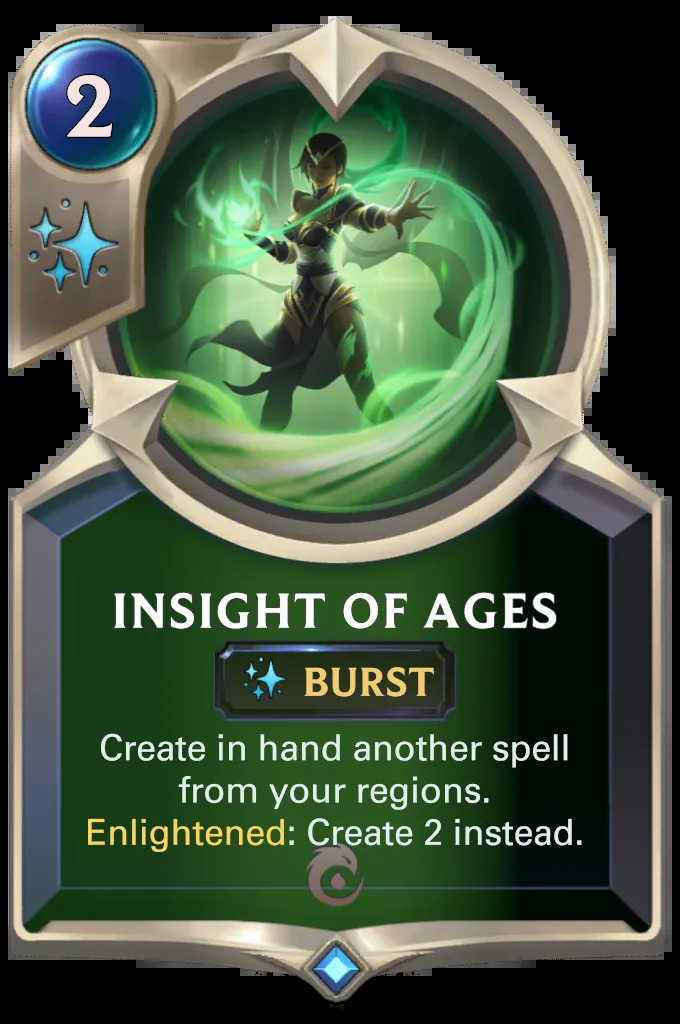 2
INSIGHT OF AGES
BURST
Create in hand another spell
from your regions.
Enlightened: Create 2 instead.